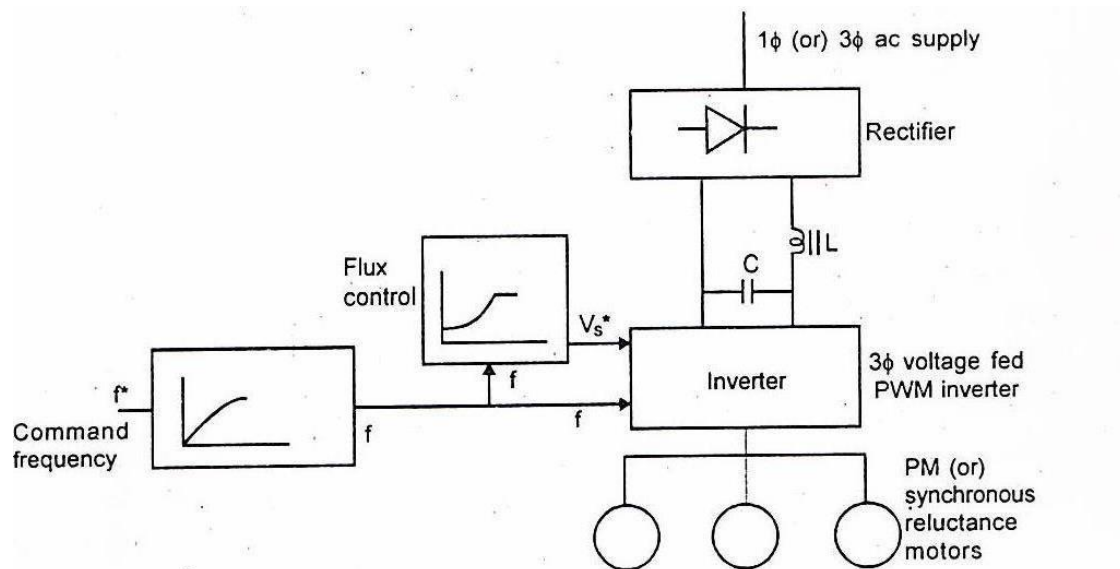 1ϕ (or) 3ϕ ac supply
Rectifier
L
C
Flux
control
Vs*
f
Inverter
3ϕ voltage fed
PWM inverter
f*
f
f
Command
frequency
PM (or)
synchronous
reluctance
motors